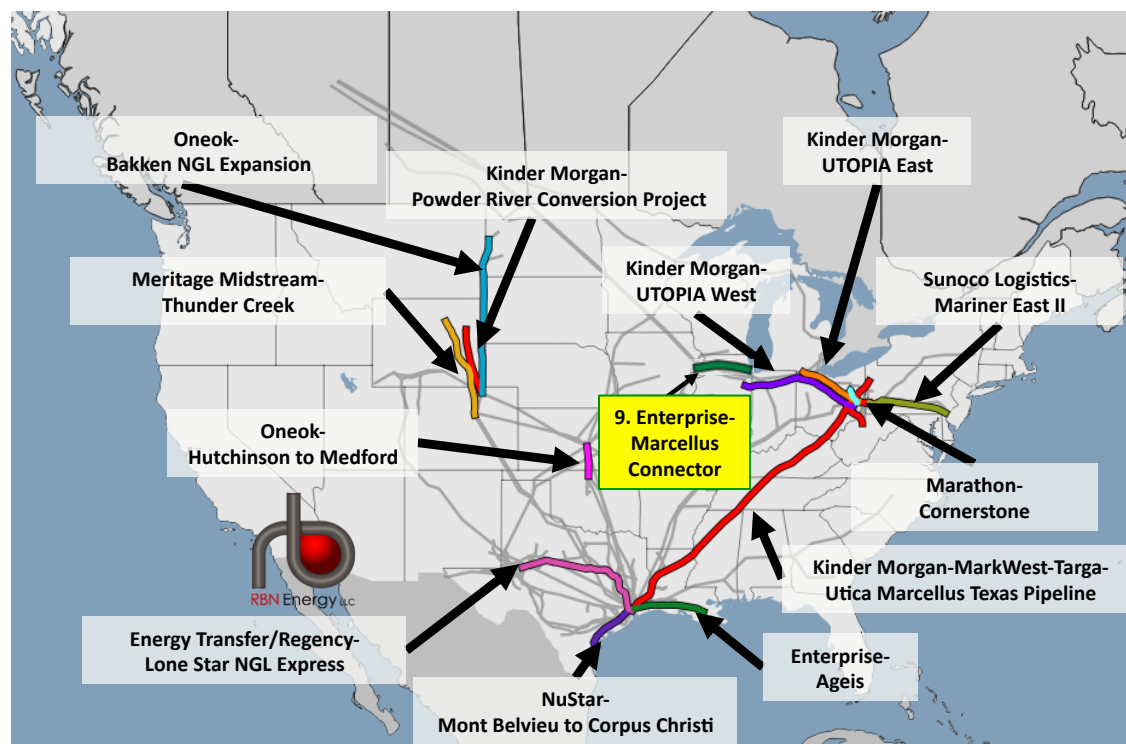 Oneok-
Bakken NGL Expansion
Kinder Morgan-
Powder River Conversion Project
Kinder Morgan-
UTOPIA East
Meritage Midstream-
Thunder Creek
Kinder Morgan-
UTOPIA West
Sunoco Logistics-
Mariner East II
Oneok-
Hutchinson to Medford
9. Enterprise-
Marcellus
Connector
Marathon-
Cornerstone
RBN Energy LLC
Kinder Morgan-MarkWest-Targa-
Utica Marcellus Texas Pipeline
Energy Transfer/Regency-
Lone Star NGL Express
Enterprise-
Ageis
NuStar-
Mont Belvieu to Corpus Christi